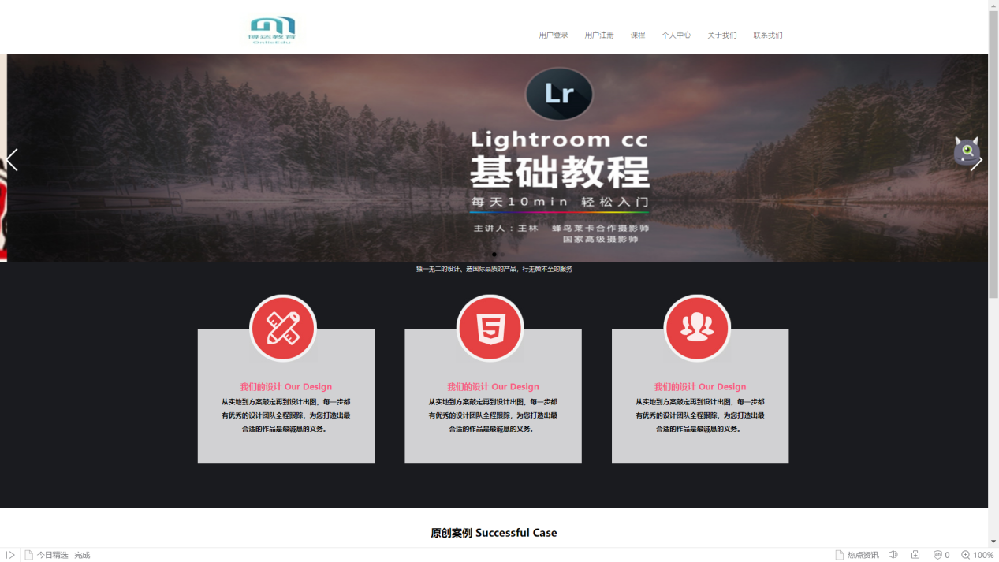 博达教育
OnlieEdu
用户登录 用户注册 课程 个人中心 关于我们 联系我们
Lr
Lightroom cc
基础教程
每天10min 轻松入门
主讲人：王林 蜂鸟莱卡合作摄影师
国家高级摄影师
独一无二的设计、造国际品质的产品，行无微不至的服务
我们的设计 Our Design
从实地到方案敲定再到设计出图，每一步都
有优秀的设计团队全程跟踪，为您打造出最
合适的作品是最诚恳的义务。
我们的设计 Our Design
从实地到方案敲定再到设计出图，每一步都
有优秀的设计团队全程跟踪，为您打造出最
合适的作品是最诚恳的义务。
我们的设计 Our Design
从实地到方案敲定再到设计出图，每一步都
有优秀的设计团队全程跟踪，为您打造出最
合适的作品是最诚恳的义务。
原创案例 Successful Case
今日精选 完成 热点资讯 AD 0 100%